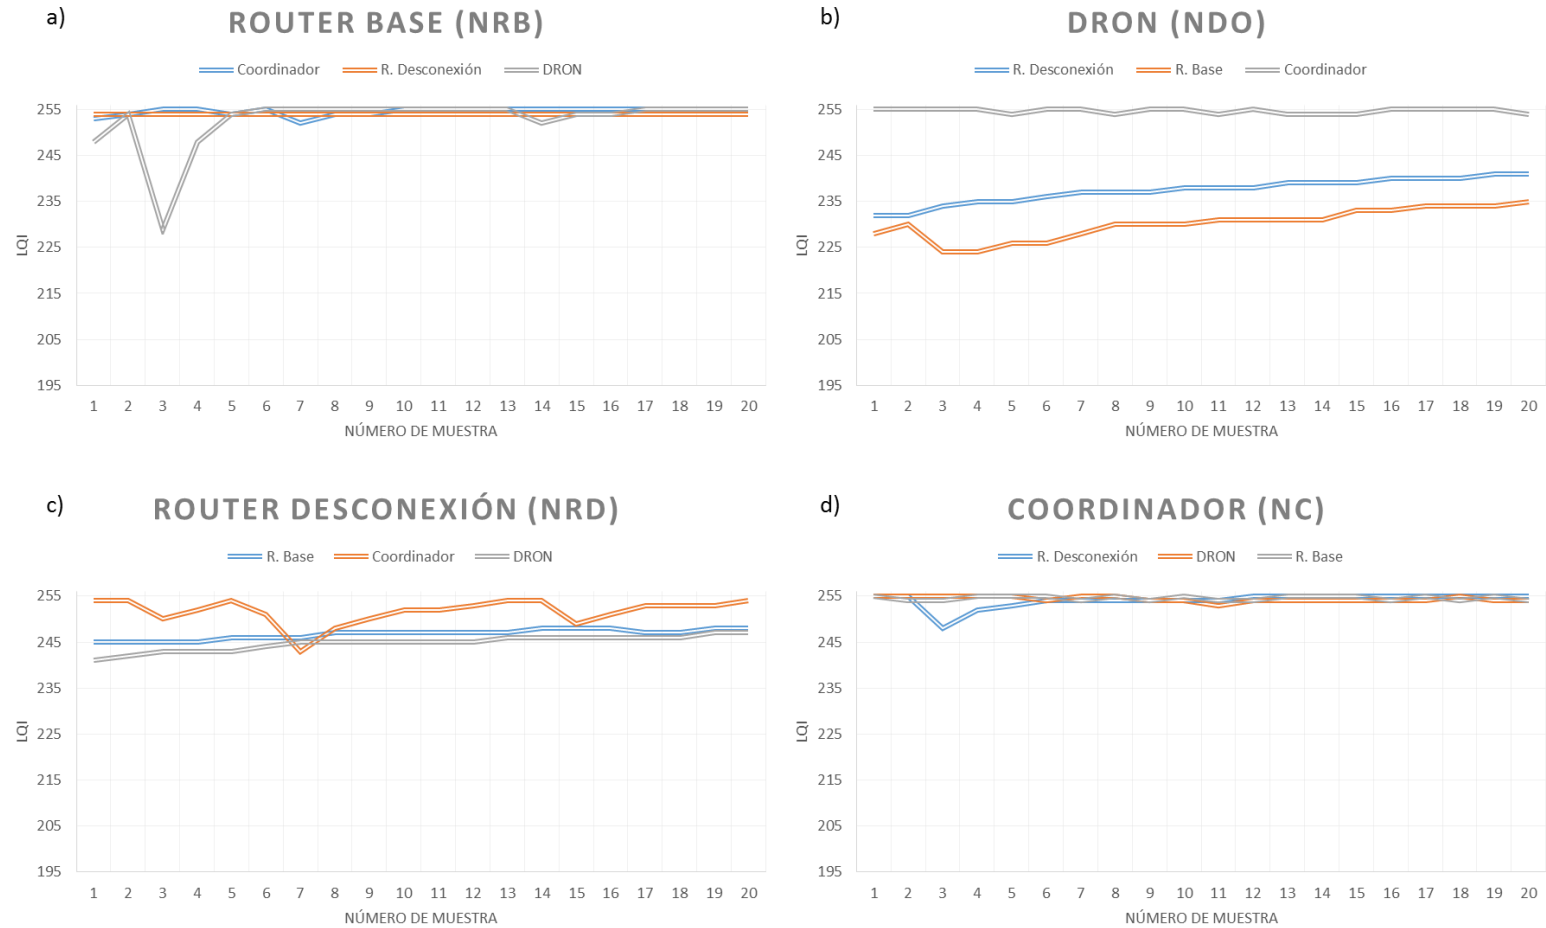 a)
ROUTER BASE (NRB)
Coordinador R. Desconexión DRON
255
245
235
225
215
205
195
LQI
1 2 3 4 5 6 7 8 9 10 11 12 13 14 15 16 17 18 19 20
NÚMERO DE MUESTRA
b)
DRON (NDO)
R. Desconexión R. Base Coordinador
255
245
235
225
215
205
195
LQI
1 2 3 4 5 6 7 8 9 10 11 12 13 14 15 16 17 18 19 20
NÚMERO DE MUESTRA
c)
ROUTER DESCONEXIÓN (NRD)
R. Base Coordinador DRON
255
245
235
225
215
205
195
LQI
1 2 3 4 5 6 7 8 9 10 11 12 13 14 15 16 17 18 19 20
NÚMERO DE MUESTRA
d)
COORDINADOR (NC)
R. Desconexión DRON R. Base
255
245
235
225
215
205
195
LQI
1 2 3 4 5 6 7 8 9 10 11 12 13 14 15 16 17 18 19 20
NÚMERO DE MUESTRA